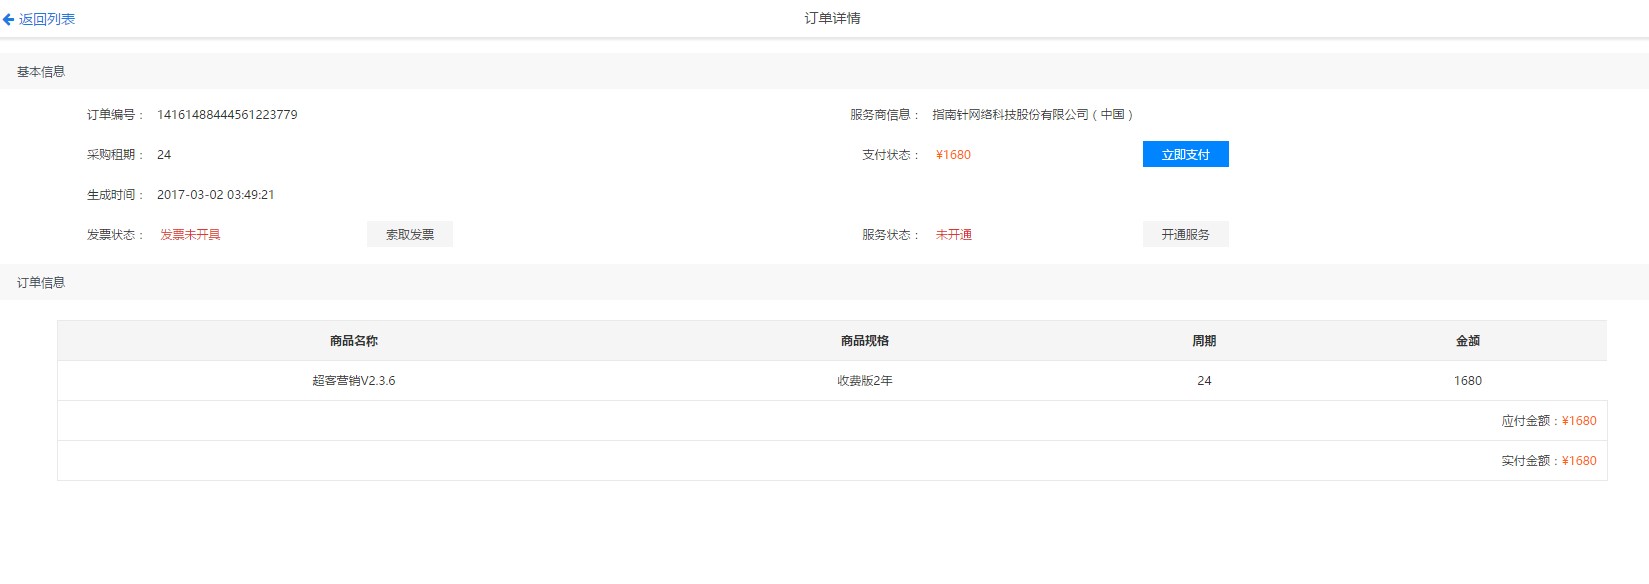 返回列表
订单详情
基本信息
订单编号： 14161488444561223779
服务商信息： 指南针网络科技股份有限公司（中国）
采购租期： 24
支付状态： ¥1680 立即支付
生成时间： 2017-03-02 03:49:21
发票状态： 发票未开具 索取发票
服务状态： 未开通 开通服务
订单信息
商品名称 商品规格 周期 金额
超客营销V2.3.6 收费版2年 24 1680
应付金额：¥1680
实付金额：¥1680